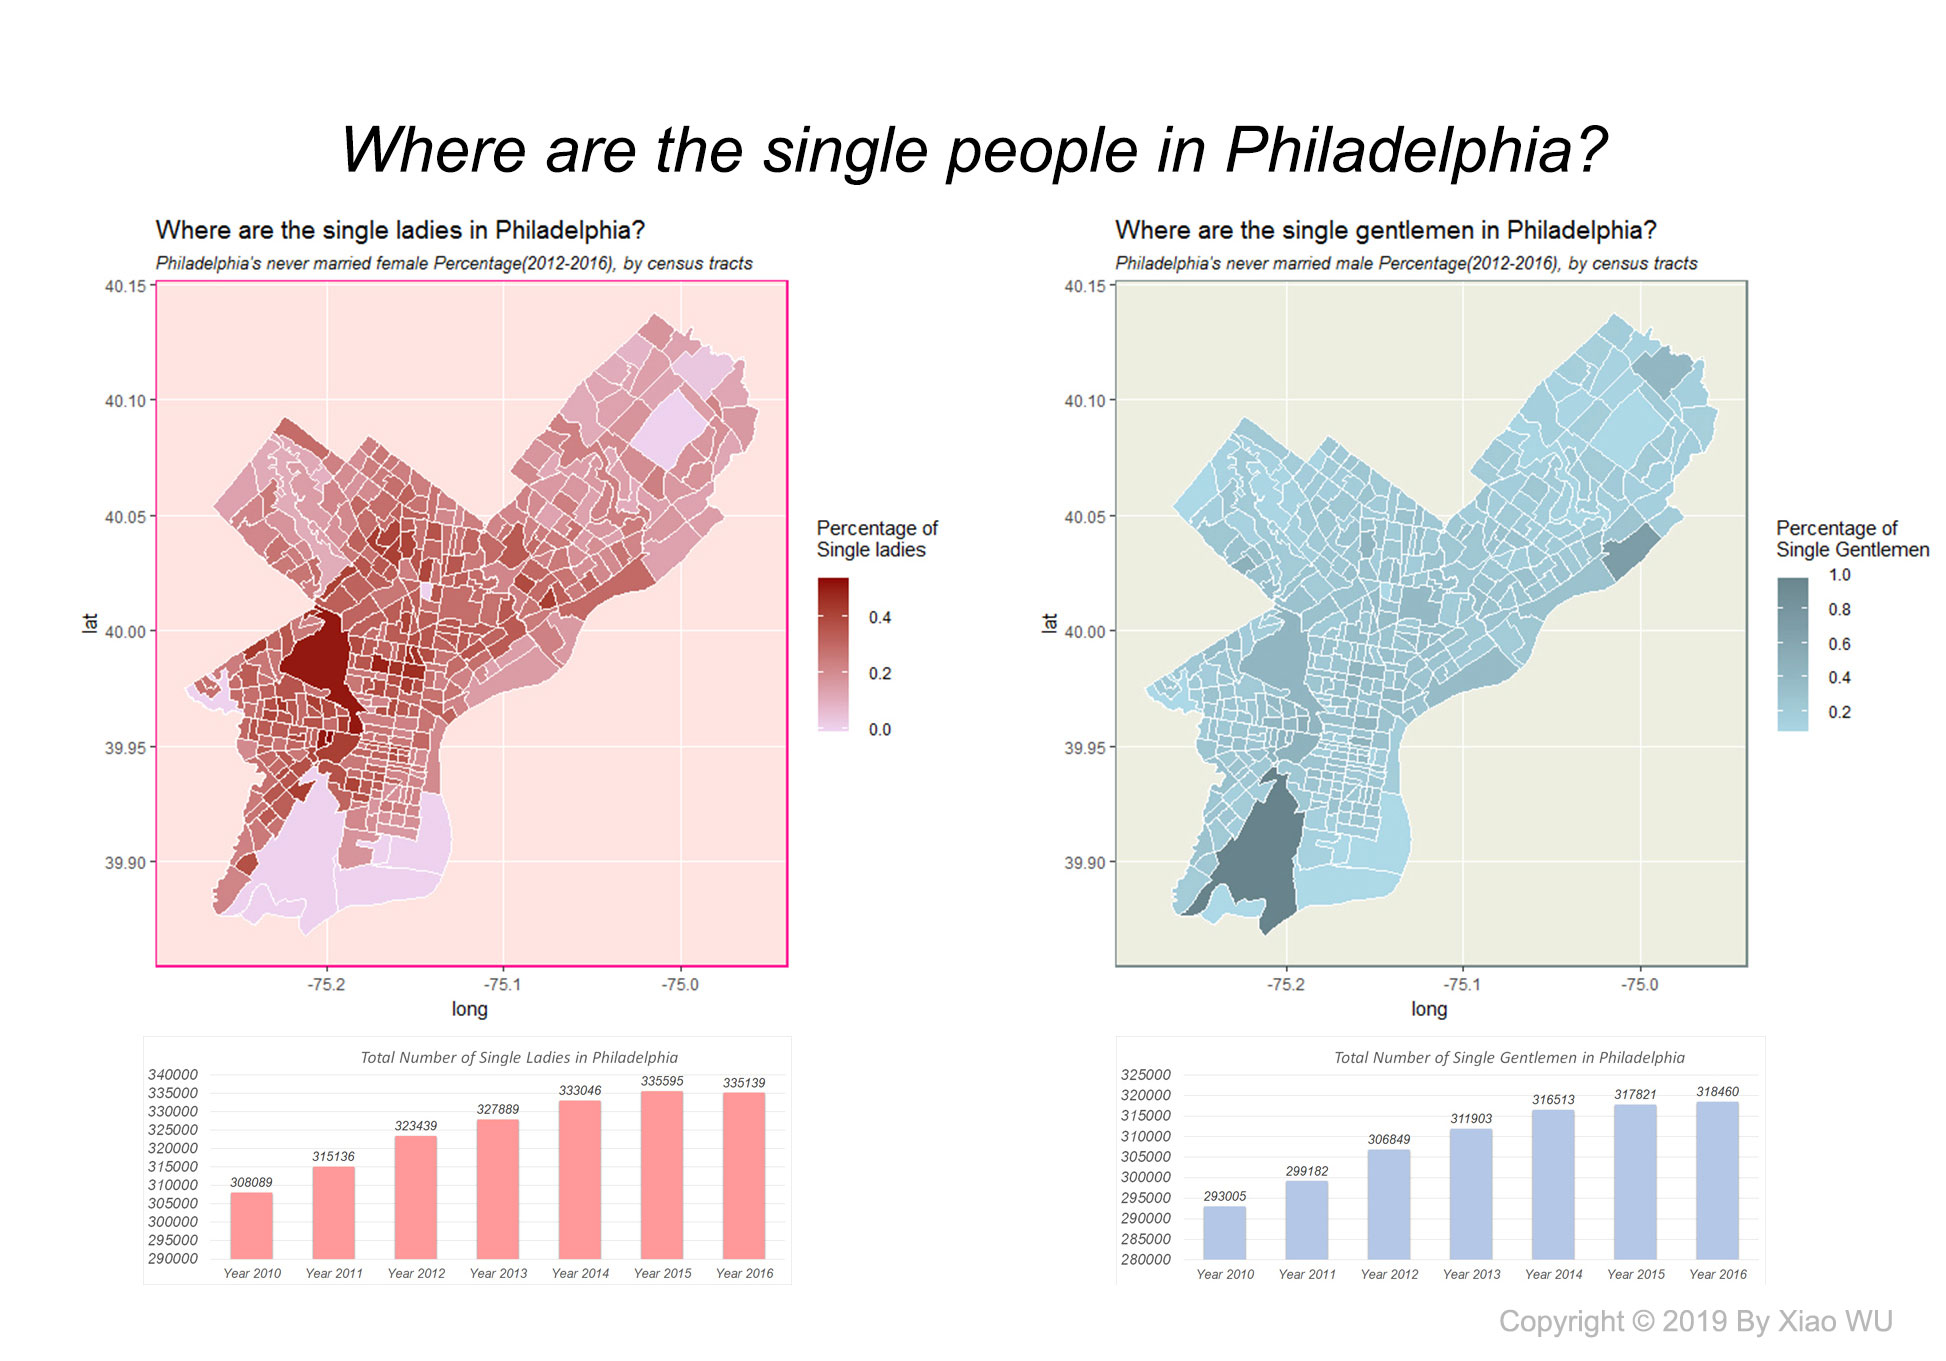 Where are the single people in Philadelphia?
Where are the single ladies in Philadelphia?
Philadelphia's never married female Percentage(2012-2016), by census tracts
40.15
40.10
40.05
40.00
39.95
39.90
lat
-75.2
-75.1
-75.0
long
Percentage of
Single ladies
0.4
0.2
0.0
Where are the single gentlemen in Philadelphia?
Philadelphia's never married male Percentage(2012-2016), by census tracts
40.15
40.10
40.05
40.00
39.95
39.90
lat
-75.2
-75.1
-75.0
long
Percentage of
Single Gentlemen
1.0
0.8
0.6
0.4
0.2
Total Number of Single Ladies in Philadelphia
340000
335000
330000
325000
320000
315000
310000
305000
300000
295000
290000
308089
315136
323439
327889
333046
335595
335139
Year 2010
Year 2011
Year 2012
Year 2013
Year 2014
Year 2015
Year 2016
Total Number of Single Gentlemen in Philadelphia
325000
320000
315000
310000
305000
300000
295000
290000
285000
280000
293005
299182
306849
311903
316513
317821
318460
Year 2010
Year 2011
Year 2012
Year 2013
Year 2014
Year 2015
Year 2016
Copyright © 2019 By Xiao WU